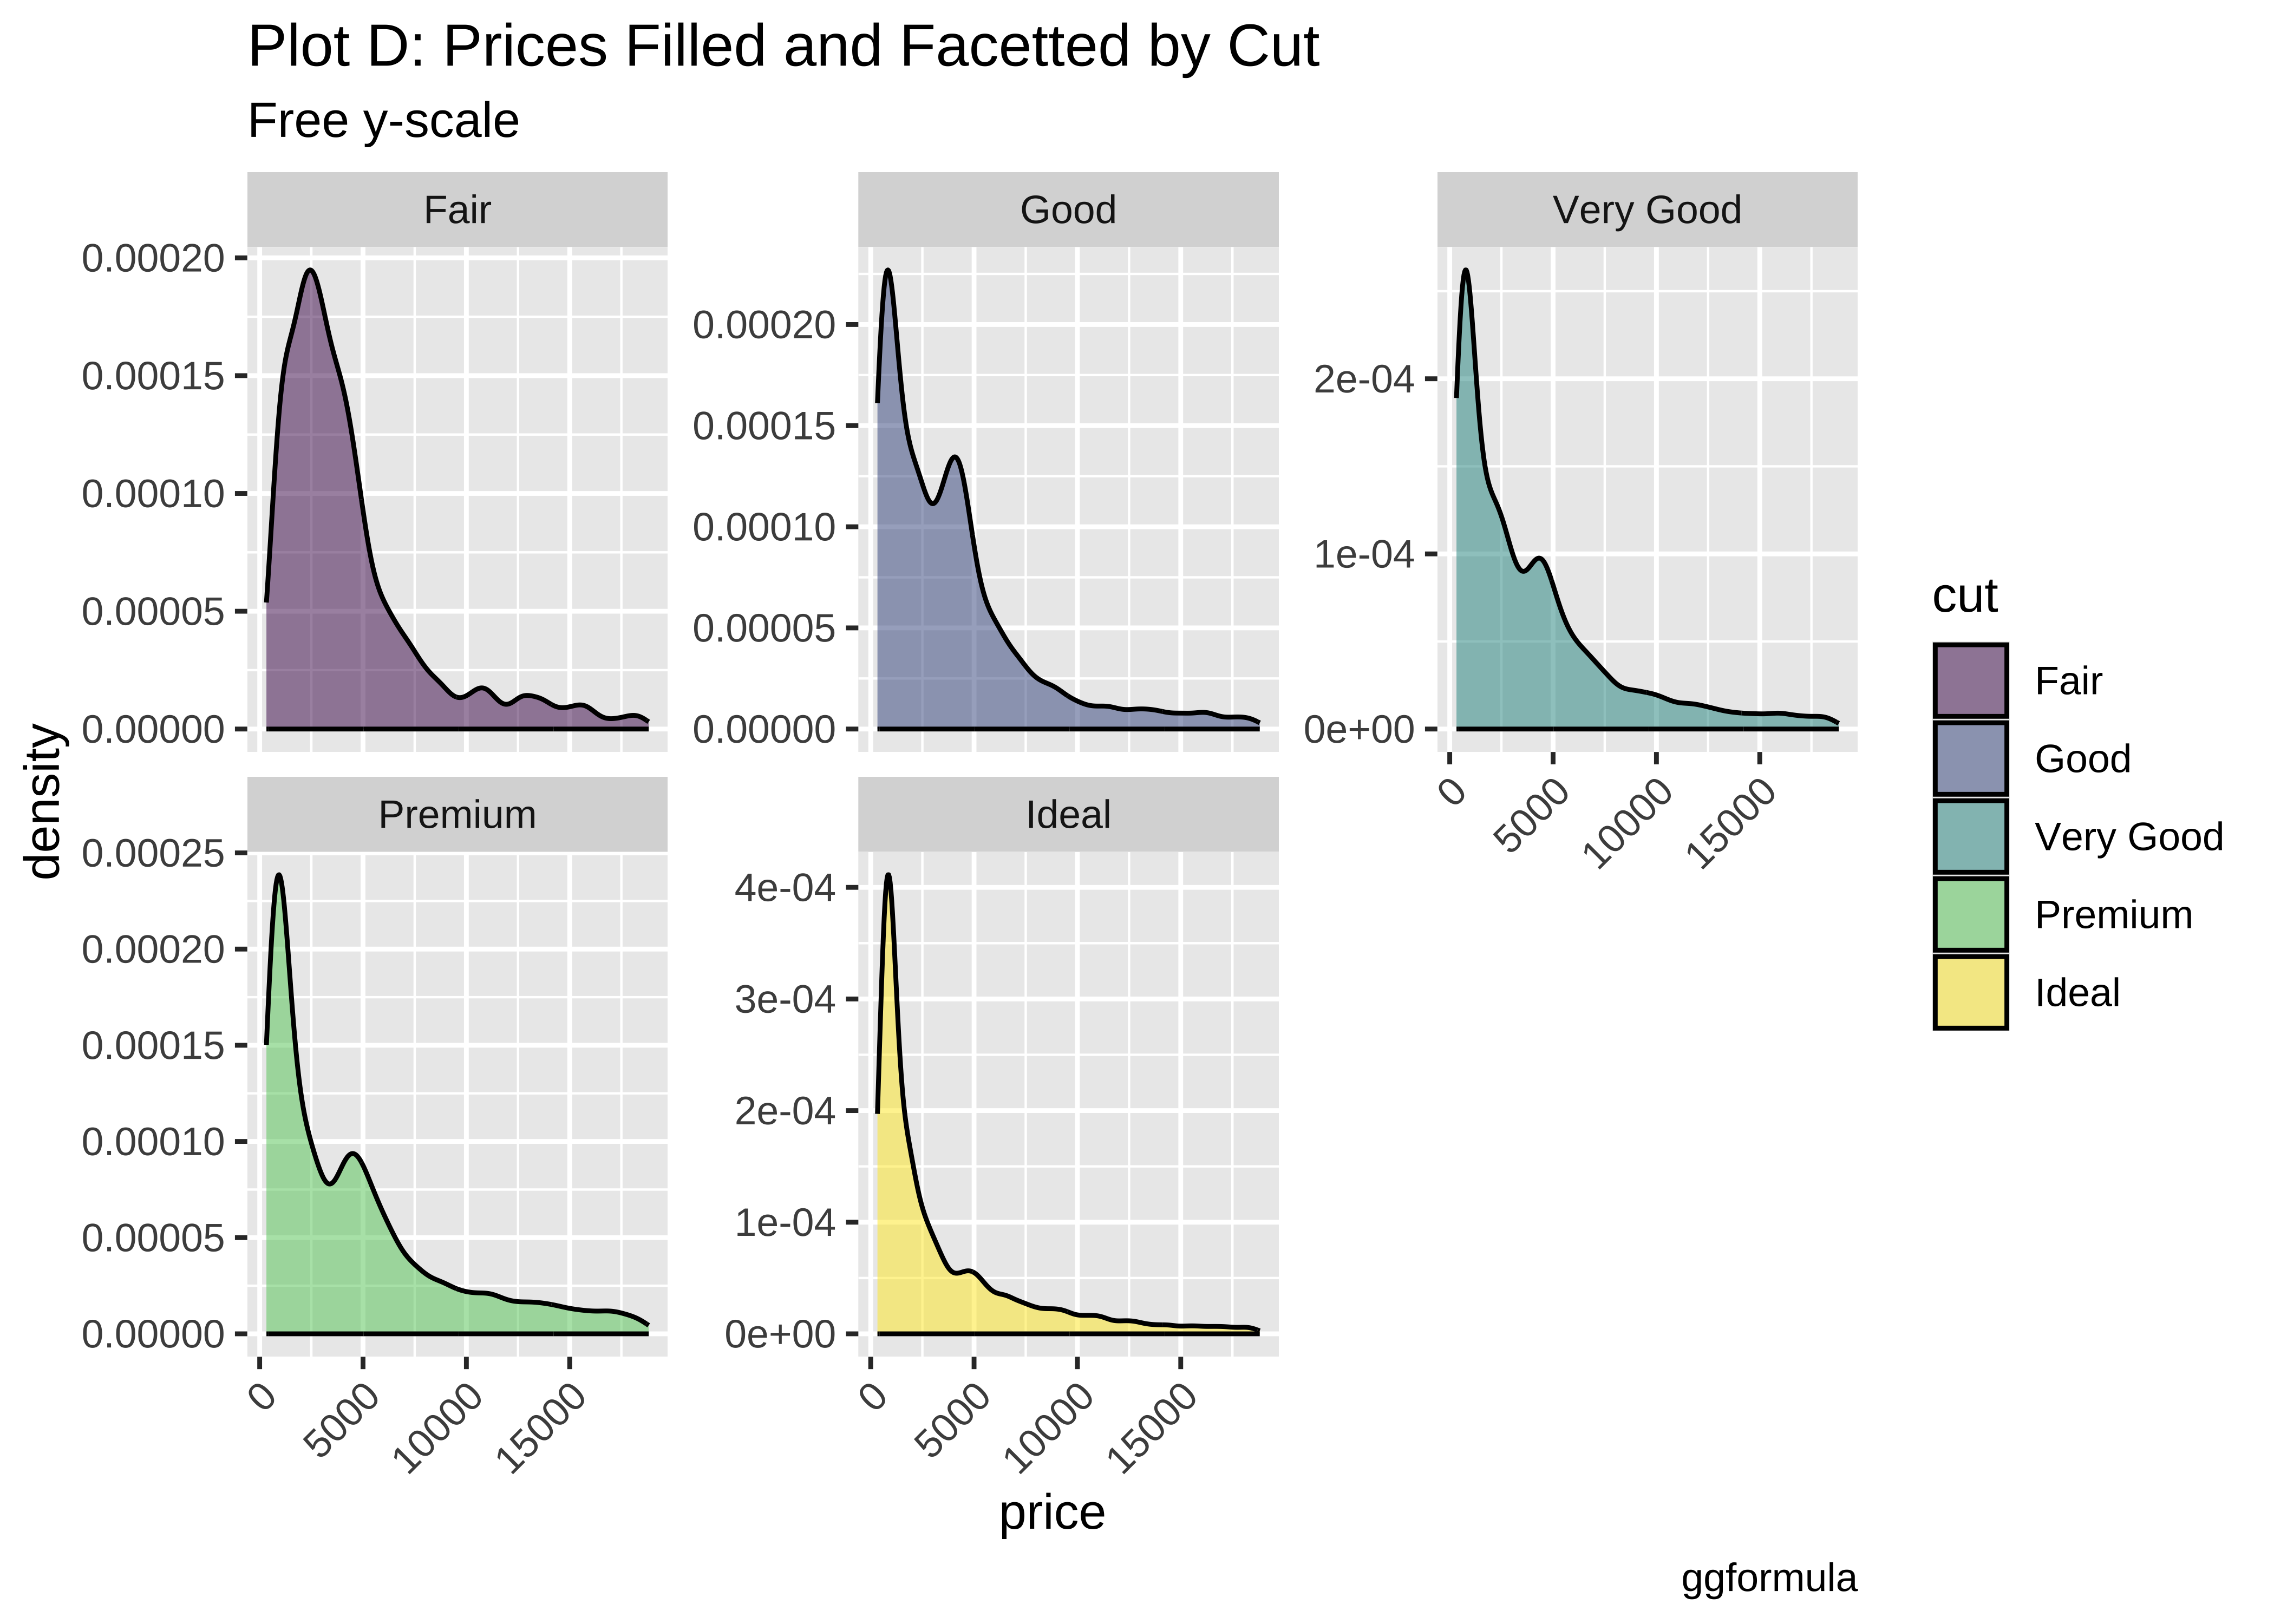 Plot D: Prices Filled and Facetted by Cut
Free y-scale
Fair
Good
Very Good
0.00020
0.00015
0.00010
0.00005
0.00000
0.00020
0.00015
0.00010
0.00005
0.00000
2e-04
1e-04
0e+00
0
5000
10000
15000
density
Premium
Ideal
0.00025
0.00020
0.00015
0.00010
0.00005
0.00000
4e-04
3e-04
2e-04
1e-04
0e+00
0
5000
10000
15000
0
5000
10000
15000
price
cut
Fair
Good
Very Good
Premium
Ideal
ggformula